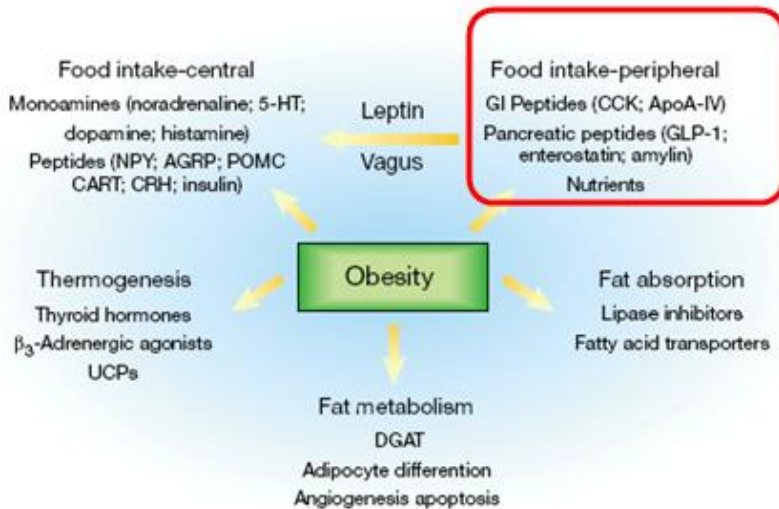 Food intake-central
Monoamines (noradrenaline; 5-HT;
dopamine; histamine)
Peptides (NPY; AGRP; POMC
CART; CRH; insulin)
Leptin
Vagus
Food intake-peripheral
GI Peptides (CCK; ApoA-IV)
Pancreatic peptides (GLP-1;
enterostatin; amylin)
Nutrients
Obesity
Thermogenesis
Thyroid hormones
β₃-Adrenergic agonists
UCPs
Fat absorption
Lipase inhibitors
Fatty acid transporters
Fat metabolism
DGAT
Adipocyte differention
Angiogenesis apoptosis